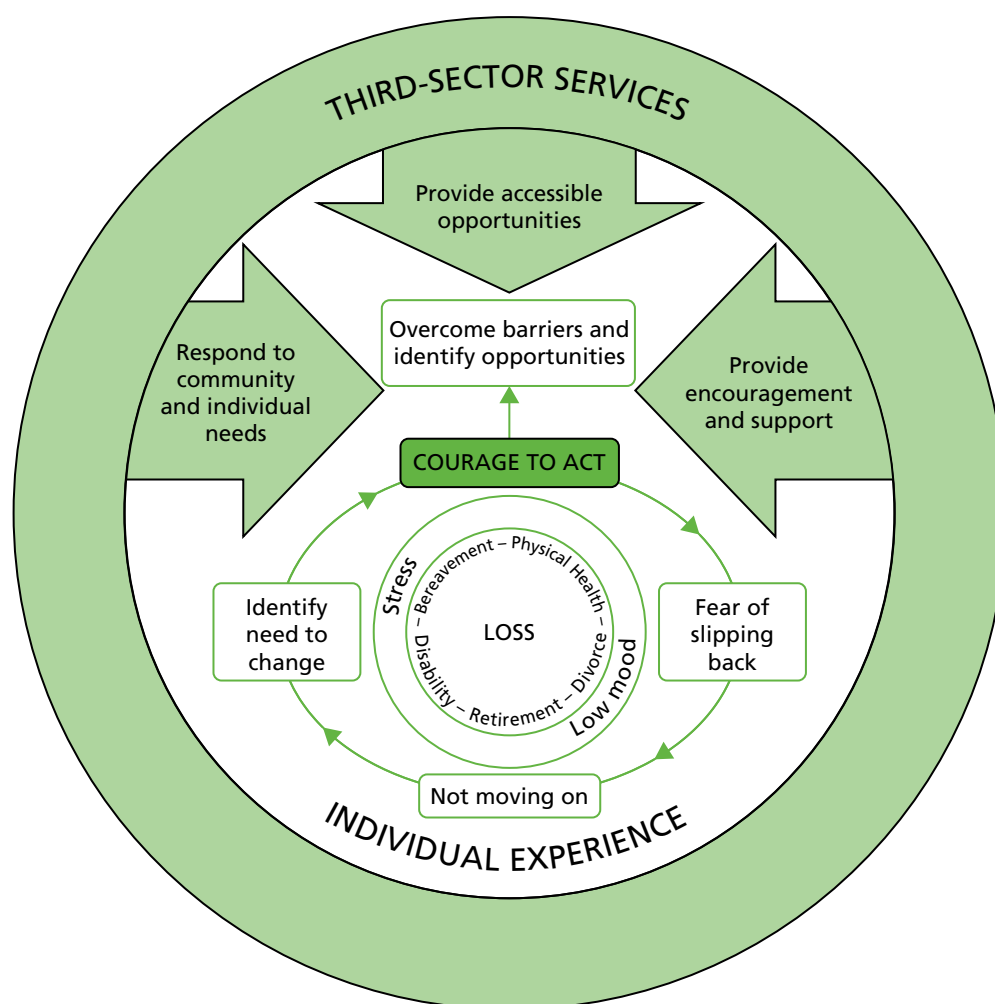 THIRD-SECTOR SERVICES
Provide accessible
opportunities
Respond to
community
and individual
needs
Overcome barriers and
identify opportunities
Provide
encouragement
and support
COURAGE TO ACT
Identify
need to
change
Stress
Low mood
– Bereavement – Physical Health –
Divorce
– Retirement –
Disability
LOSS
Fear of
slipping
back
Not moving on
INDIVIDUAL EXPERIENCE